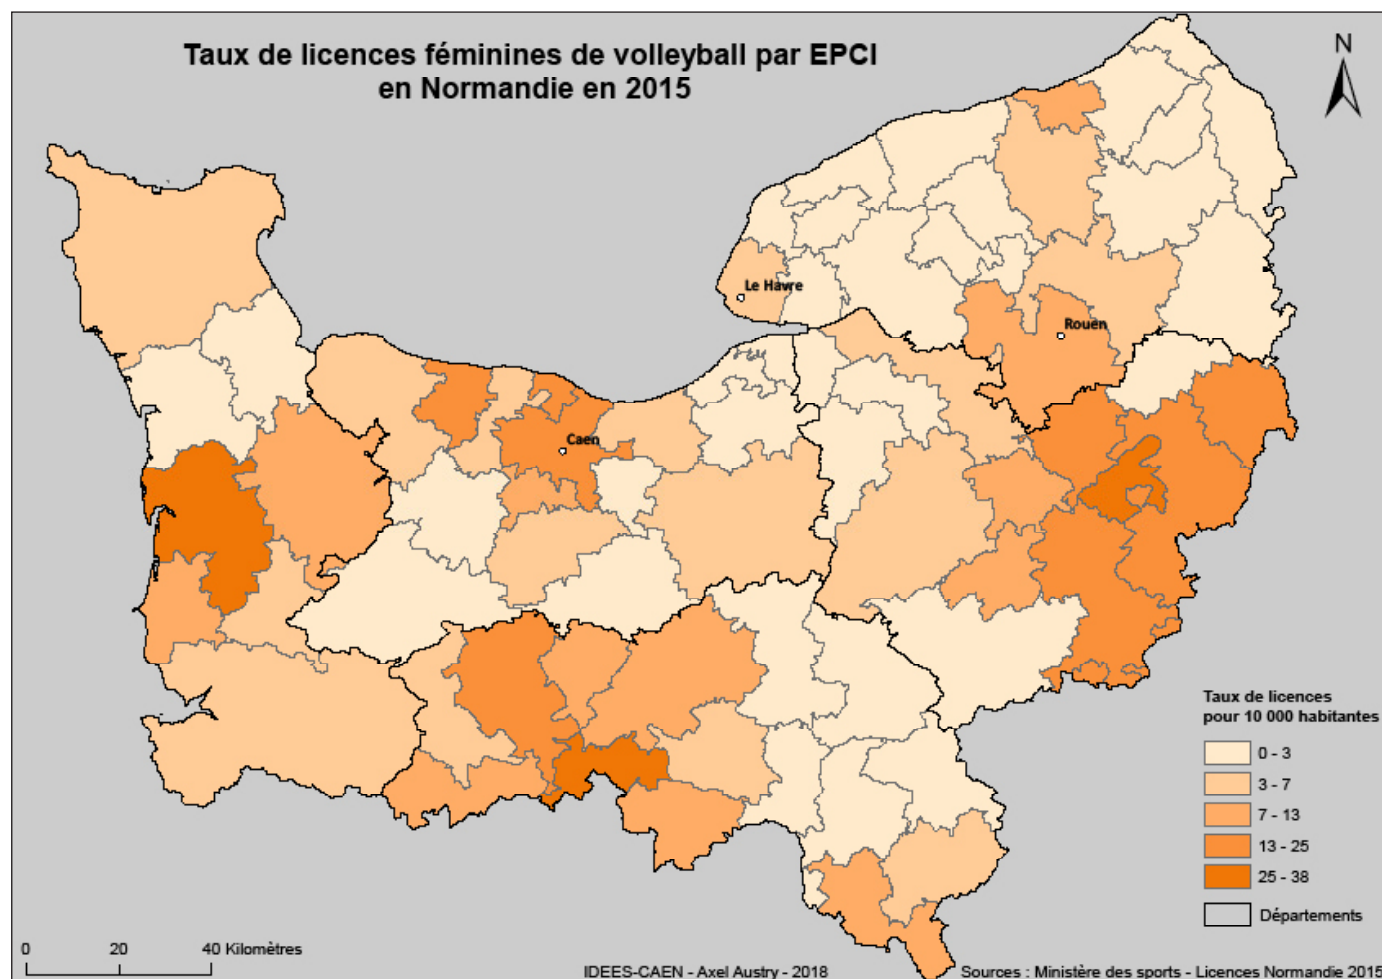 Taux de licences féminines de volleyball par EPCI
en Normandie en 2015
N
Le Havre
Rouen
Caen
Taux de licences
pour 10 000 habitantes
0 - 3
3 - 7
7 - 13
13 - 25
25 - 38
Départements
0 20 40 Kilomètres
IDEES-CAEN - Axel Austry - 2018
Sources : Ministère des sports - Licences Normandie 2015